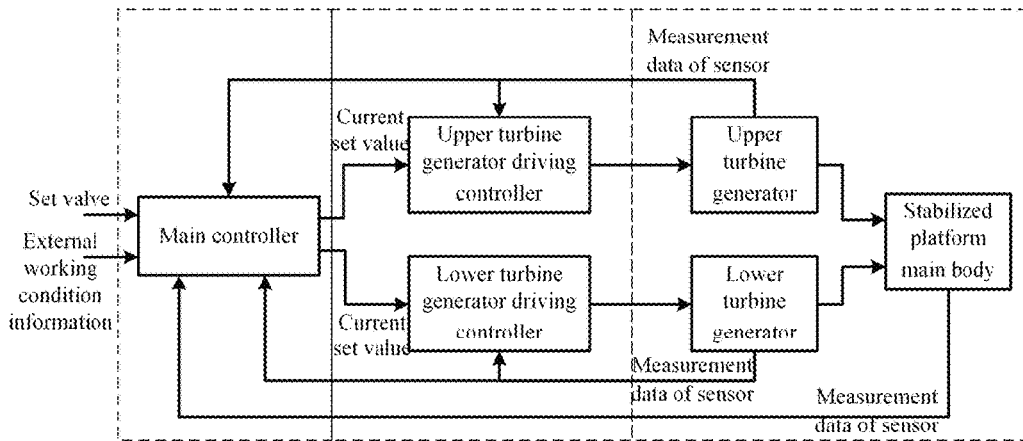 Measurement
data of sensor
Current
set value
Upper turbine
generator driving
controller
Upper
turbine
generator
Set valve
External
working
condition
information
Main controller
Stabilized
platform
main body
Lower turbine
generator driving
controller
Lower
turbine
generator
Current
set value
Measurement
data of sensor
Measurement
data of sensor